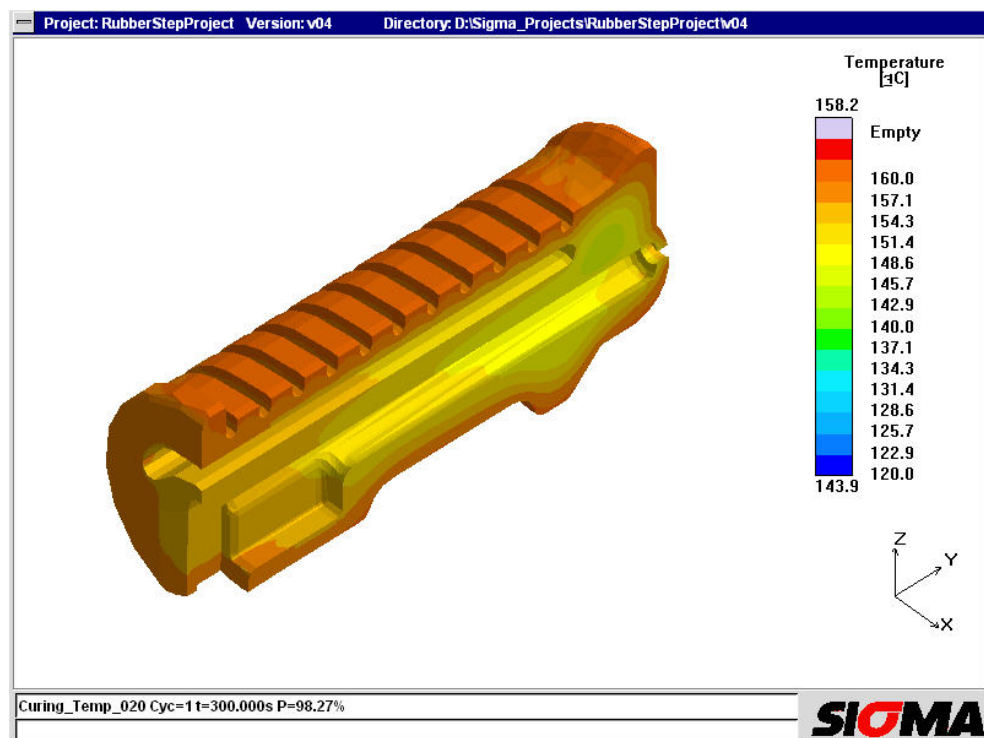 Project: RubberStepProject Version: v04 Directory: D:\Sigma_Projects\RubberStepProject\v04
Temperature
[°C]
158.2
Empty
160.0
157.1
154.3
151.4
148.6
145.7
142.9
140.0
137.1
134.3
131.4
128.6
125.7
122.9
120.0
143.9
Z
Y
X
Curing_Temp_020 Cyc=1 t=300.000s P=98.27%
SIGMA